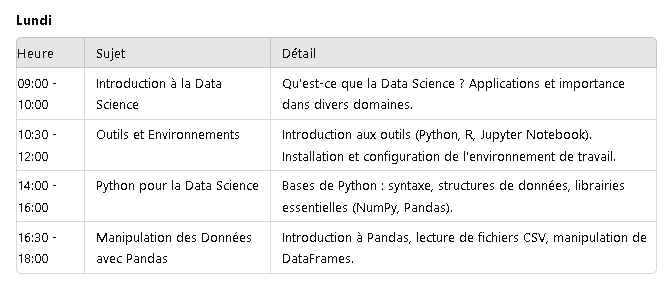 Lundi
Heure Sujet Détail
09:00 - Introduction à la Data Qu'est-ce que la Data Science ? Applications et importance
10:00 Science dans divers domaines.
10:30 - Outils et Environnements Introduction aux outils (Python, R, Jupyter Notebook).
12:00 Installation et configuration de l'environnement de travail.
14:00 - Python pour la Data Science Bases de Python : syntaxe, structures de données, librairies
16:00 essentielles (NumPy, Pandas).
16:30 - Manipulation des Données Introduction à Pandas, lecture de fichiers CSV, manipulation de
18:00 avec Pandas DataFrames.